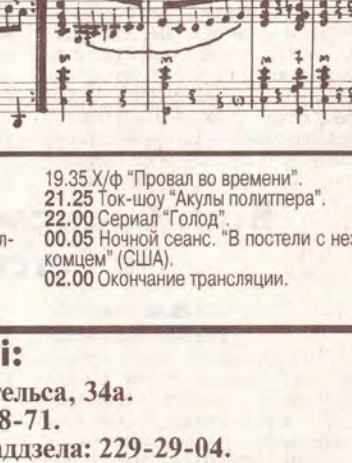 19.35 Х/ф “Провал во времени”.
21.25 Ток-шоу “Акулы политпера”.
22.00 Сериал “Голод”.
л- 00.05 Ночной сеанс. “В постели с нез
комцем” (США).
02.00 Окончание трансляции.
і:
тельса, 34а.
8-71.
аддзела: 229-29-04.